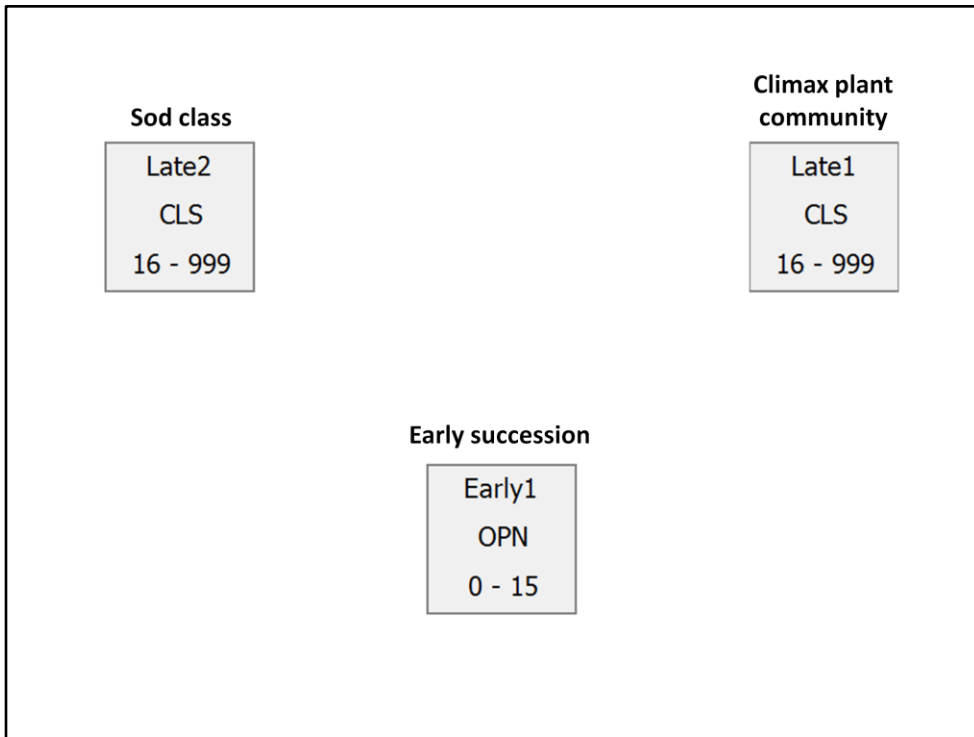 Sod class
Late2
CLS
16 - 999
Climax plant
community
Late1
CLS
16 - 999
Early succession
Early1
OPN
0 - 15